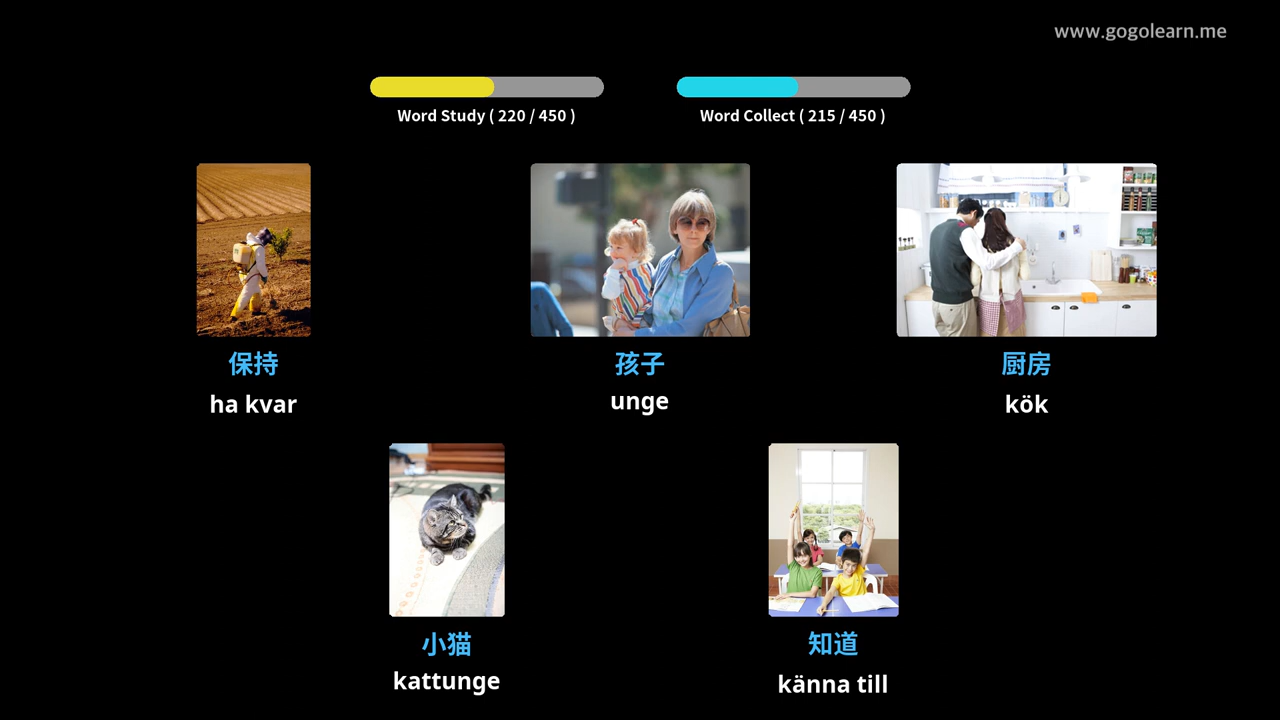 www.gogolearn.me
Word Study ( 220 / 450 )
Word Collect ( 215 / 450 )
保持
ha kvar
孩子
unge
厨房
kök
小猫
kattunge
知道
känna till